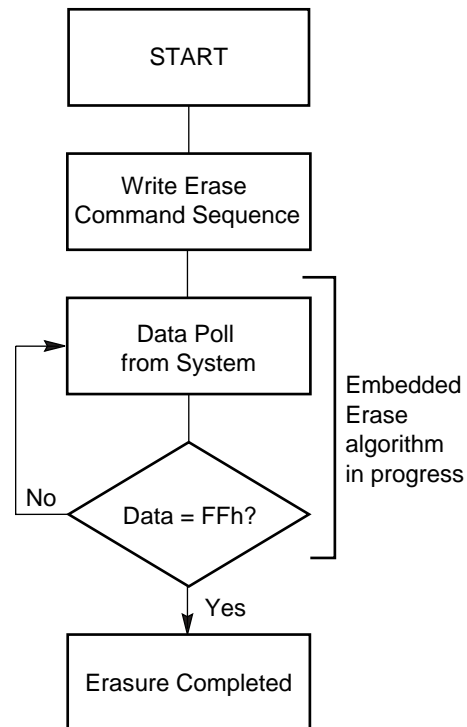 START
Write Erase
Command Sequence
Data Poll
from System
Embedded
Erase
algorithm
in progress
No
Data = FFh?
Yes
Erasure Completed